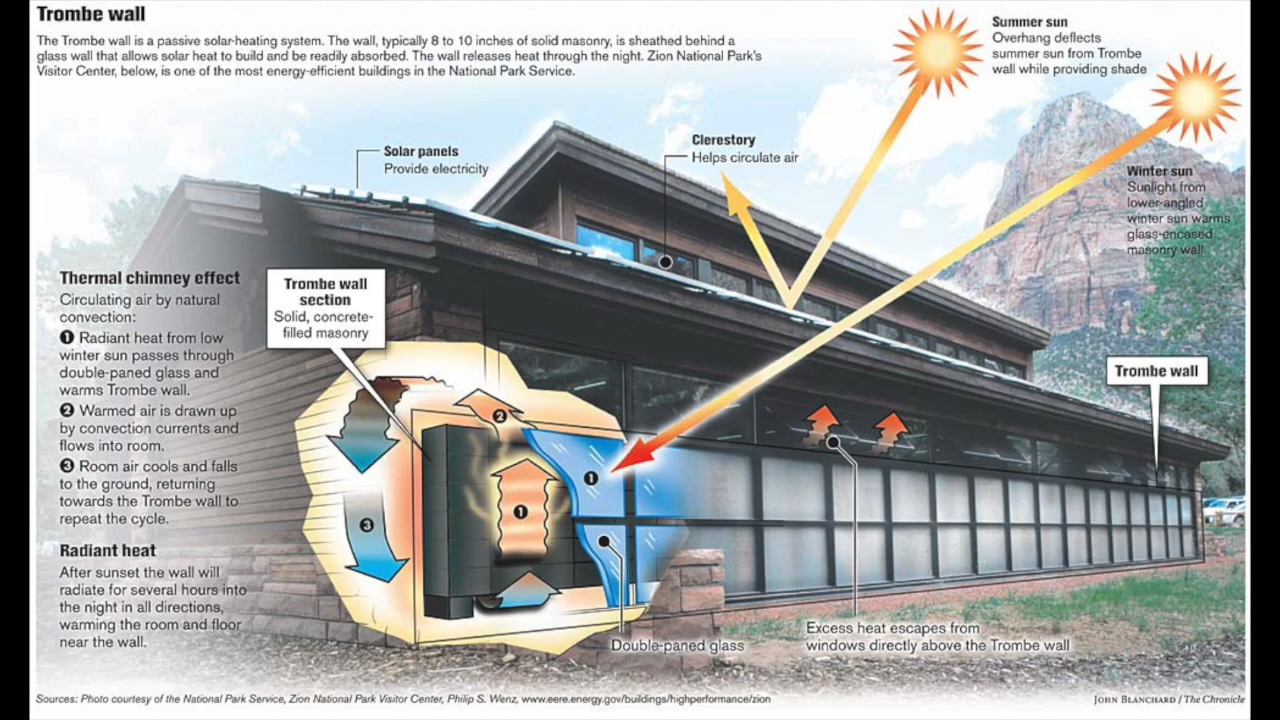 Trombe wall
The Trombe wall is a passive solar-heating system. The wall, typically 8 to 10 inches of solid masonry, is sheathed behind a
glass wall that allows solar heat to build and be readily absorbed. The wall releases heat through the night. Zion National Park's
Visitor Center, below, is one of the most energy-efficient buildings in the National Park Service.
Summer sun
Overhang deflects
summer sun from Trombe
wall while providing shade
Solar panels
Provide electricity
Clerestory
Helps circulate air
Winter sun
Sunlight from
lower-angled
winter sun warms
glass-encased
masonry wall
Thermal chimney effect
Circulating air by natural
convection:
❶ Radiant heat from low
winter sun passes through
double-paned glass and
warms Trombe wall.
❷ Warmed air is drawn up
by convection currents and
flows into room.
❸ Room air cools and falls
to the ground, returning
towards the Trombe wall to
repeat the cycle.
Radiant heat
After sunset the wall will
radiate for several hours into
the night in all directions,
warming the room and floor
near the wall.
Trombe wall
section
Solid, concrete-
filled masonry
Trombe wall
❷
❶
❶
❸
Double-paned glass
Excess heat escapes from
windows directly above the Trombe wall
Sources: Photo courtesy of the National Park Service, Zion National Park Visitor Center, Philip S. Wenz, www.eere.energy.gov/buildings/highperformance/zion
JOHN BLANCHARD / The Chronicle